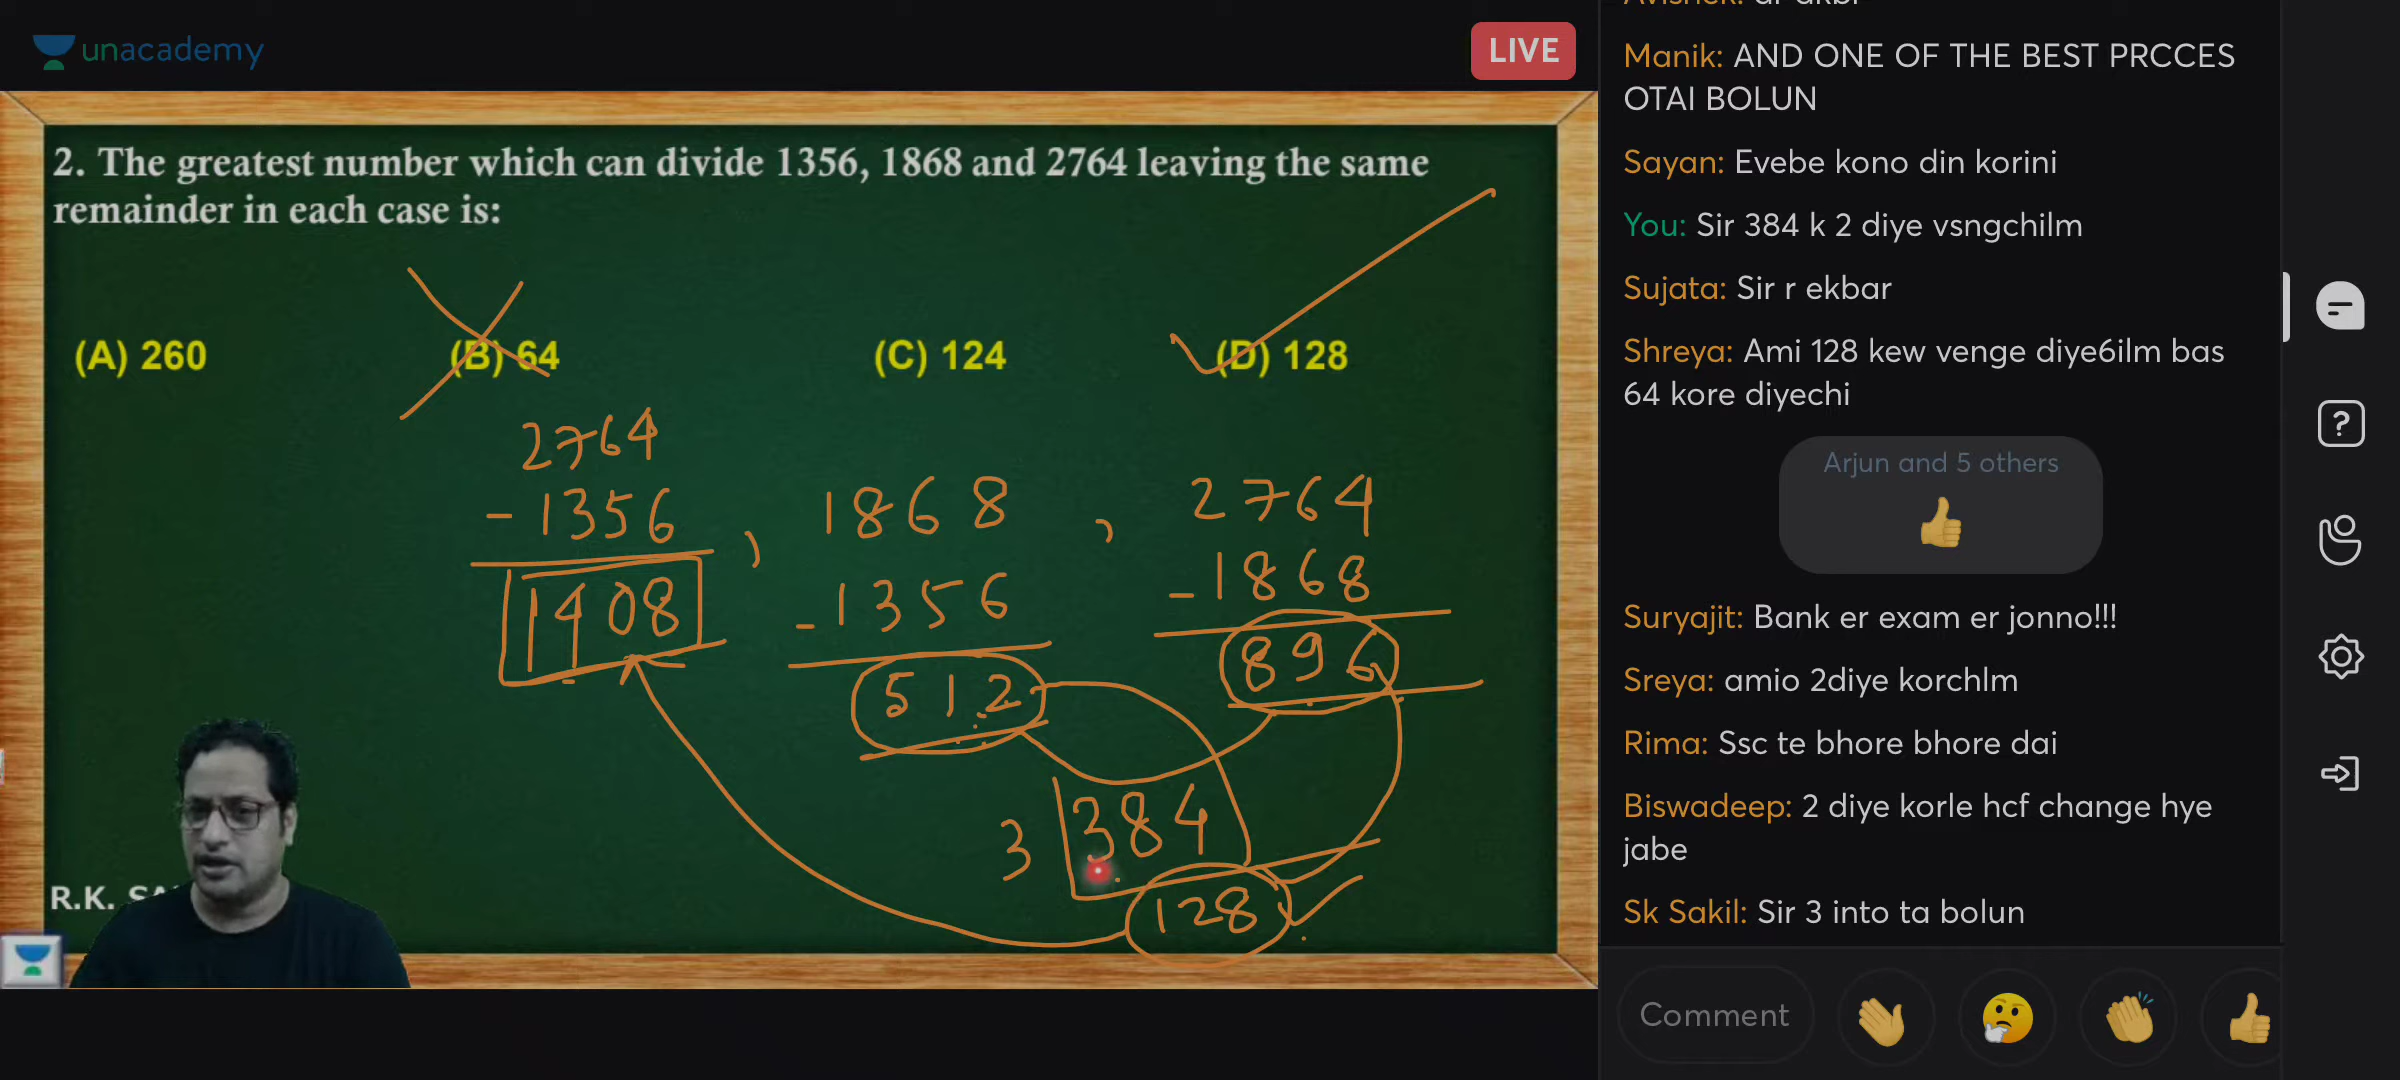 unacademy
LIVE
2. The greatest number which can divide 1356, 1868 and 2764 leaving the same
remainder in each case is:
(A) 260 (B) 64 (C) 124 (D) 128
2764
- 1356
1408
,
1868
- 1356
512
,
2764
- 1868
896
3 384
128
R.K.
Manik: AND ONE OF THE BEST PRCCES
OTAI BOLUN
Sayan: Evebe kono din korini
You: Sir 384 k 2 diye vsngchilm
Sujata: Sir r ekbar
Shreya: Ami 128 kew venge diye6ilm bas
64 kore diyechi
Arjun and 5 others
Suryajit: Bank er exam er jonno!!!
Sreya: amio 2diye korchlm
Rima: Ssc te bhore bhore dai
Biswadeep: 2 diye korle hcf change hye
jabe
Sk Sakil: Sir 3 into ta bolun
Comment